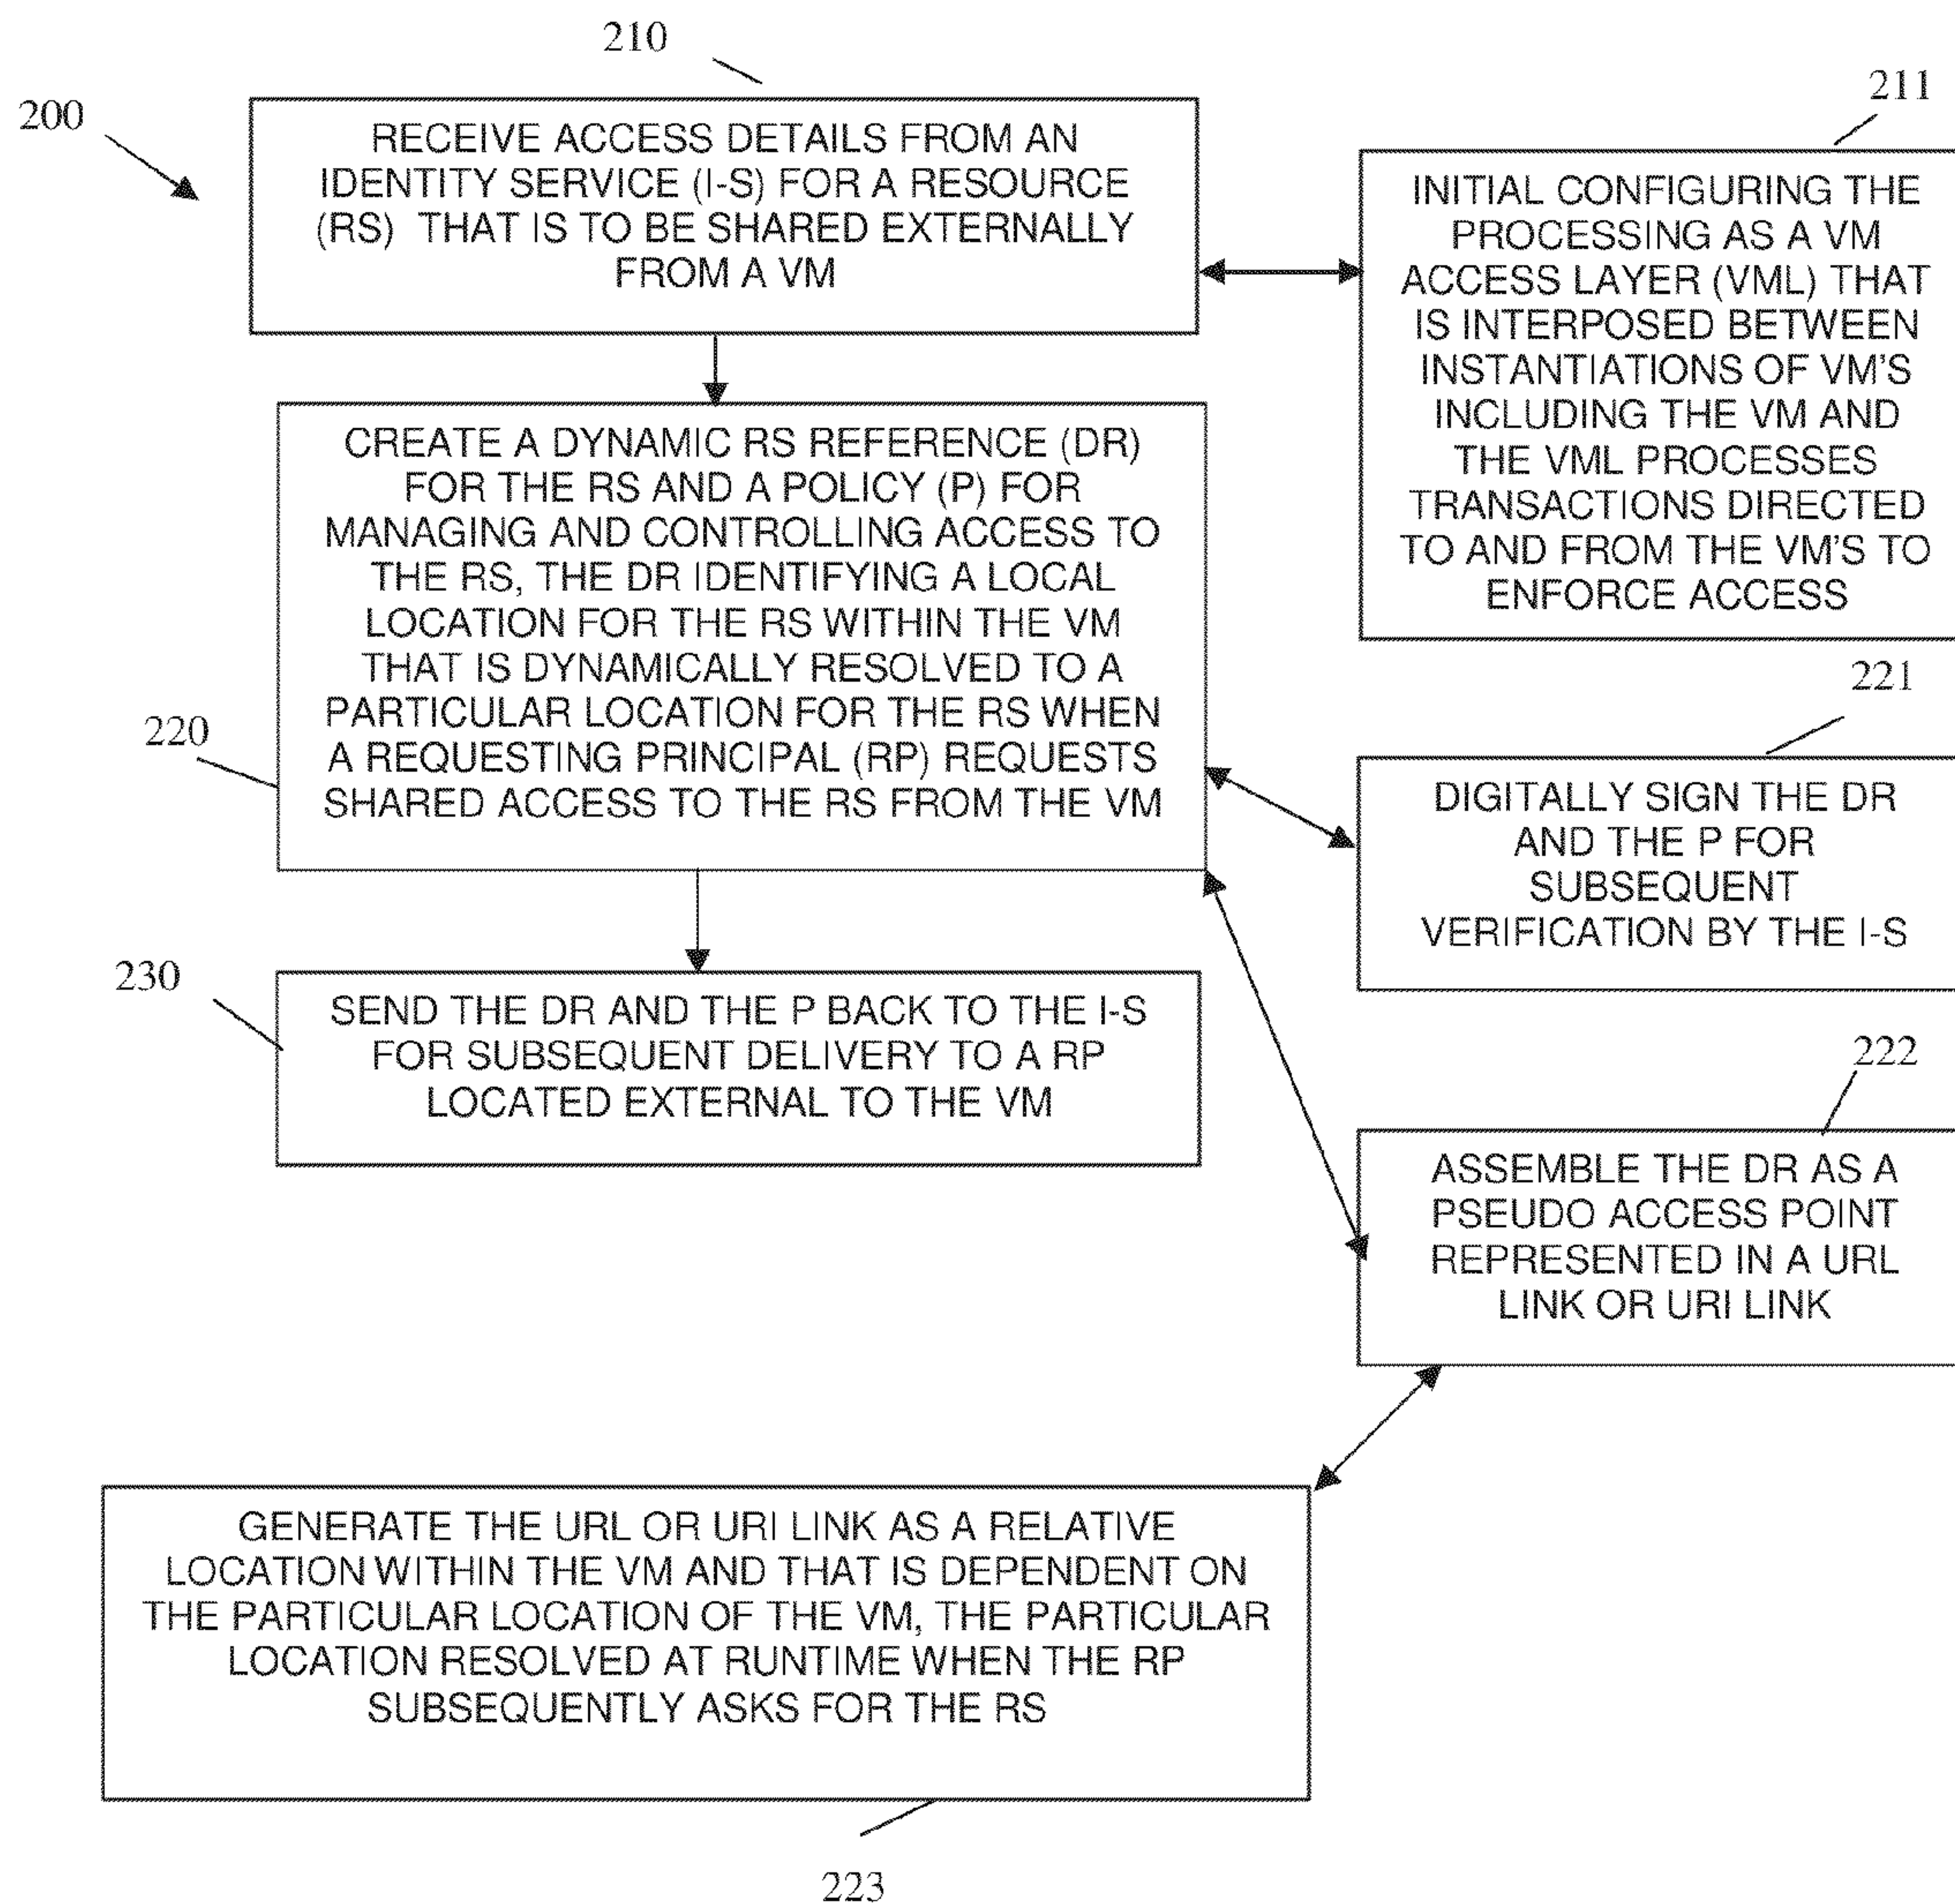 210
200
RECEIVE ACCESS DETAILS FROM AN
IDENTITY SERVICE (I-S) FOR A RESOURCE
(RS) THAT IS TO BE SHARED EXTERNALLY
FROM A VM
211
INITIAL CONFIGURING THE
PROCESSING AS A VM
ACCESS LAYER (VML) THAT
IS INTERPOSED BETWEEN
INSTANTIATIONS OF VM'S
INCLUDING THE VM AND
THE VML PROCESSES
TRANSACTIONS DIRECTED
TO AND FROM THE VM'S TO
ENFORCE ACCESS
CREATE A DYNAMIC RS REFERENCE (DR)
FOR THE RS AND A POLICY (P) FOR
MANAGING AND CONTROLLING ACCESS TO
THE RS, THE DR IDENTIFYING A LOCAL
LOCATION FOR THE RS WITHIN THE VM
THAT IS DYNAMICALLY RESOLVED TO A
PARTICULAR LOCATION FOR THE RS WHEN
A REQUESTING PRINCIPAL (RP) REQUESTS
SHARED ACCESS TO THE RS FROM THE VM
220
221
DIGITALLY SIGN THE DR
AND THE P FOR
SUBSEQUENT
VERIFICATION BY THE I-S
230
SEND THE DR AND THE P BACK TO THE I-S
FOR SUBSEQUENT DELIVERY TO A RP
LOCATED EXTERNAL TO THE VM
222
ASSEMBLE THE DR AS A
PSEUDO ACCESS POINT
REPRESENTED IN A URL
LINK OR URI LINK
GENERATE THE URL OR URI LINK AS A RELATIVE
LOCATION WITHIN THE VM AND THAT IS DEPENDENT ON
THE PARTICULAR LOCATION OF THE VM, THE PARTICULAR
LOCATION RESOLVED AT RUNTIME WHEN THE RP
SUBSEQUENTLY ASKS FOR THE RS
223